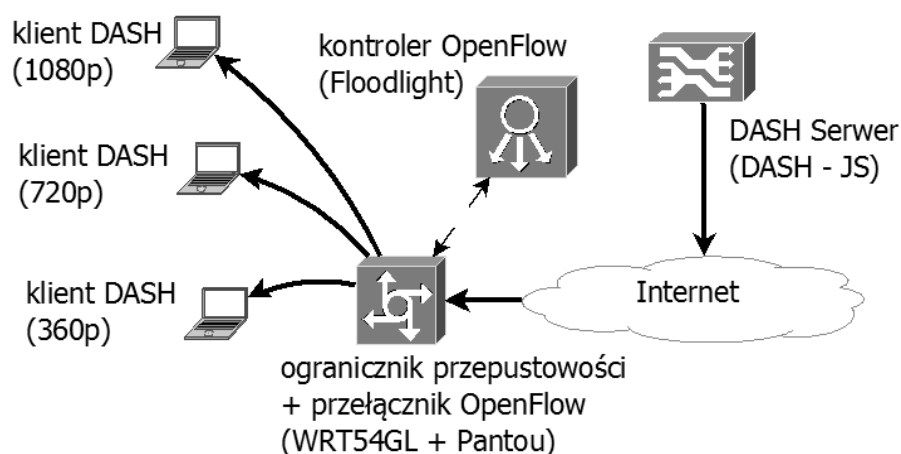 klient DASH
(1080p)
kontroler OpenFlow
(Floodlight)
DASH Serwer
(DASH - JS)
klient DASH
(720p)
klient DASH
(360p)
Internet
ogranicznik przepustowości
+ przełącznik OpenFlow
(WRT54GL + Pantou)